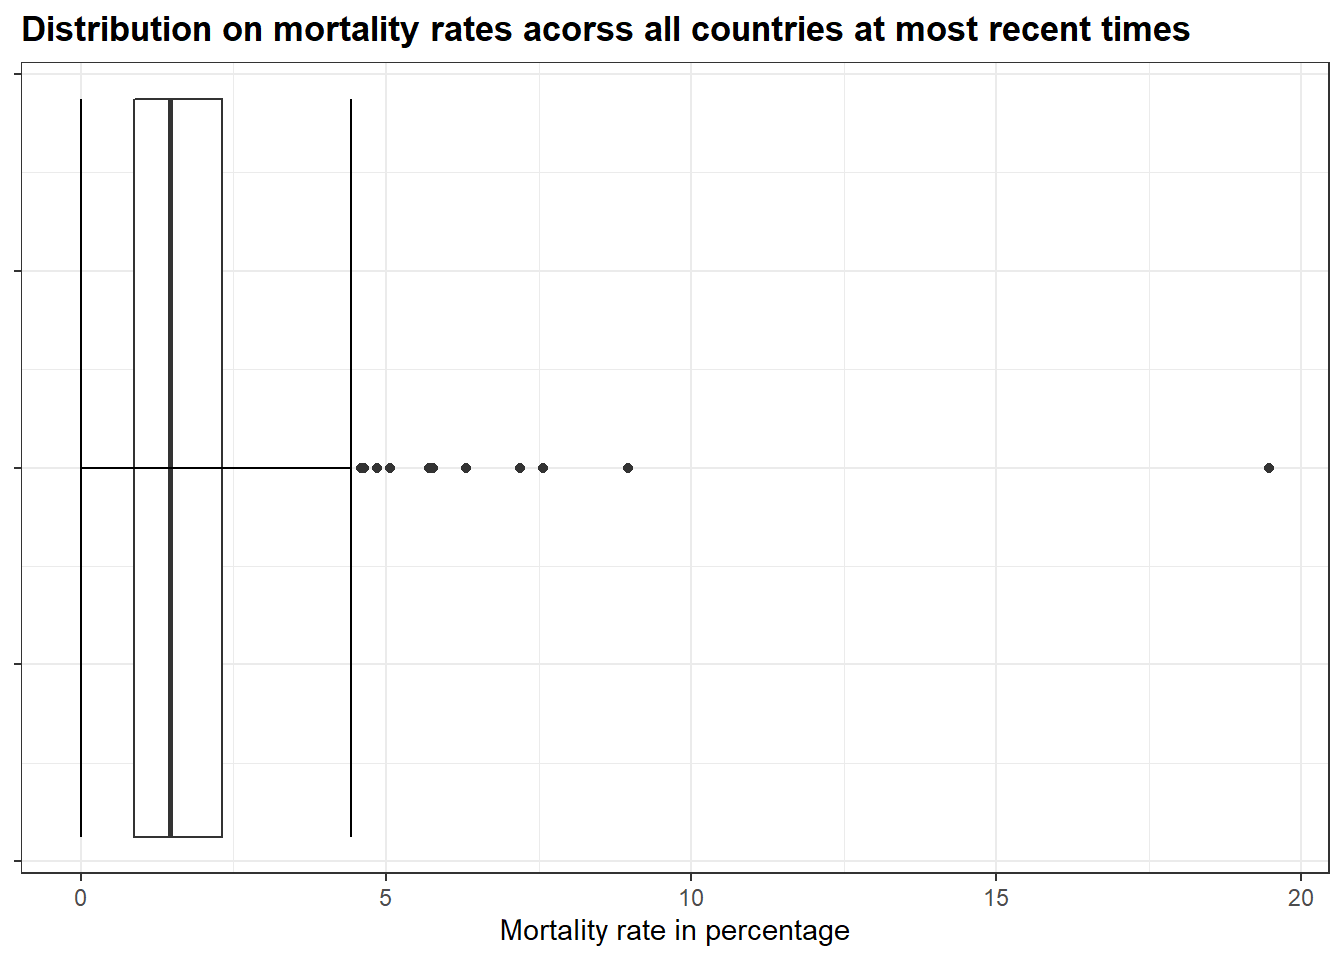 Distribution on mortality rates acorss all countries at most recent times
0 5 10 15 20
Mortality rate in percentage